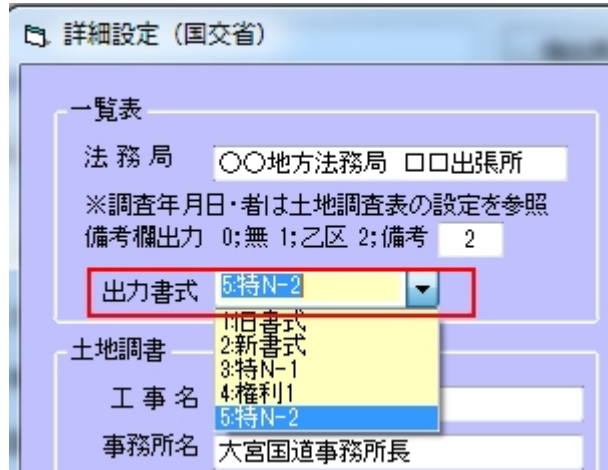 詳細設定（国交省）
一覧表
法 務 局 〇〇地方法務局 口口出張所
※調査年月日・者は土地調査表の設定を参照
備考欄出力 0;無 1;乙区 2;備考 2
出力書式 5:特N-2
1:旧書式
2:新書式
3:特N-1
4:権利1
5:特N-2
土地調書
工 事 名
事務所名 大宮国道事務所長